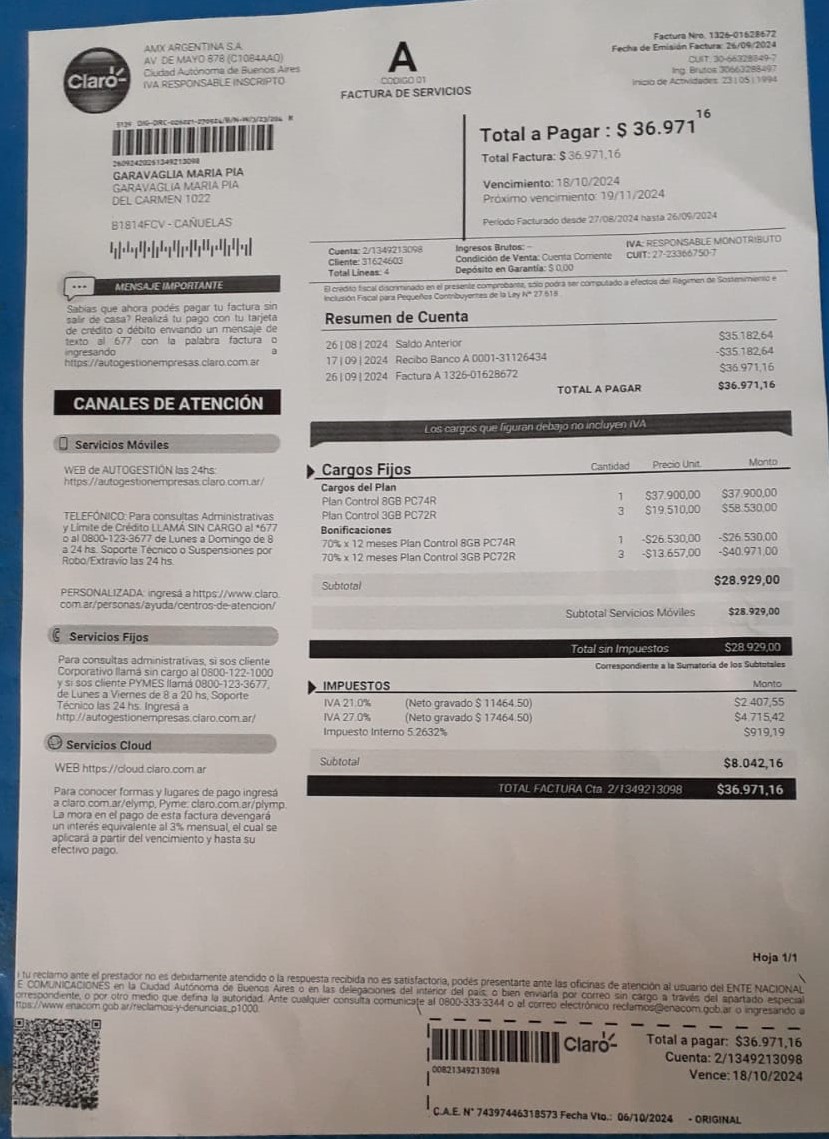 Claro
AMX ARGENTINA S.A.
AV. DE MAYO 878 (C1084AAQ)
Ciudad Autónoma de Buenos Aires
IVA RESPONSABLE INSCRIPTO
A
CODIGO 01
FACTURA DE SERVICIOS
Factura Nro. 1326-01628672
Fecha de Emisión Factura: 26/09/2024
CUIT: 30-66328849-7
Ing. Brutos 30663288497
Inicio de Actividades: 23|05|1994
26092420251349213098
GARAVAGLIA MARIA PIA
GARAVAGLIA MARIA PIA
DEL CARMEN 1022
B1814FCV - CAÑUELAS
Total a Pagar : $ 36.971 16
Total Factura: $ 36.971,16
Vencimiento: 18/10/2024
Próximo vencimiento: 19/11/2024
Período Facturado desde 27/08/2024 hasta 26/09/2024
Cuenta: 2/1349213098
Cliente: 31624603
Total Líneas: 4
Ingresos Brutos: -
Condición de Venta: Cuenta Corriente
Depósito en Garantía: $ 0,00
IVA: RESPONSABLE MONOTRIBUTO
CUIT: 27-23366750-7
El crédito fiscal discriminado en el presente comprobante, sólo podrá ser computado a efectos del Régimen de Sostenimiento e
Inclusión Fiscal para Pequeños Contribuyentes de la Ley N° 27.618
MENSAJE IMPORTANTE
Sabías que ahora podés pagar tu factura sin
salir de casa? Realizá tu pago con tu tarjeta
de crédito o débito enviando un mensaje de
texto al 677 con la palabra factura o
ingresando a
https://autogestionempresas.claro.com.ar
CANALES DE ATENCIÓN
Servicios Móviles
WEB de AUTOGESTIÓN las 24hs:
https://autogestionempresas.claro.com.ar/
TELEFÓNICO: Para consultas Administrativas
y Límite de Crédito LLAMÁ SIN CARGO al *677
o al 0800-123-3677 de Lunes a Domingo de 8
a 24 hs. Soporte Técnico o Suspensiones por
Robo/Extravío las 24 hs.
PERSONALIZADA: ingresá a https://www.claro.
com.ar/personas/ayuda/centros-de-atencion/
Servicios Fijos
Para consultas administrativas, si sos cliente
Corporativo llamá sin cargo al 0800-122-1000
y si sos cliente PYMES llamá 0800-123-3677,
de Lunes a Viernes de 8 a 20 hs, Soporte
Técnico las 24 hs. Ingresá a
http://autogestionempresas.claro.com.ar/
Servicios Cloud
WEB https://cloud.claro.com.ar
Para conocer formas y lugares de pago ingresá
a claro.com.ar/elymp, Pyme: claro.com.ar/plymp.
La mora en el pago de esta factura devengará
un interés equivalente al 3% mensual, el cual se
aplicará a partir del vencimiento y hasta su
efectivo pago.
Resumen de Cuenta
26|08|2024 Saldo Anterior $35.182,64
17|09|2024 Recibo Banco A 0001-31126434 -$35.182,64
26|09|2024 Factura A 1326-01628672 $36.971,16
TOTAL A PAGAR $36.971,16
Los cargos que figuran debajo no incluyen IVA
Cargos Fijos Cantidad Precio Unit. Monto
Cargos del Plan
Plan Control 8GB PC74R 1 $37.900,00 $37.900,00
Plan Control 3GB PC72R 3 $19.510,00 $58.530,00
Bonificaciones
70% x 12 meses Plan Control 8GB PC74R 1 -$26.530,00 -$26.530,00
70% x 12 meses Plan Control 3GB PC72R 3 -$13.657,00 -$40.971,00
Subtotal $28.929,00
Subtotal Servicios Móviles $28.929,00
Total sin Impuestos $28.929,00
Correspondiente a la Sumatoria de los Subtotales
IMPUESTOS Monto
IVA 21.0% (Neto gravado $ 11464.50) $2.407,55
IVA 27.0% (Neto gravado $ 17464.50) $4.715,42
Impuesto Interno 5.2632% $919,19
Subtotal $8.042,16
TOTAL FACTURA Cta. 2/1349213098 $36.971,16
Hoja 1/1
i tu reclamo ante el prestador no es debidamente atendido o la respuesta recibida no es satisfactoria, podés presentarte ante las oficinas de atención al usuario del ENTE NACIONAL
E COMUNICACIONES en la Ciudad Autónoma de Buenos Aires o en las delegaciones del interior del país; o bien enviarla por correo sin cargo a través del apartado especial
orrespondiente, o por otro medio que defina la autoridad. Ante cualquier consulta comunicate al 0800-333-3344 o al correo electrónico reclamos@enacom.gob.ar o ingresando a
ttps://www.enacom.gob.ar/reclamos-y-denuncias_p1000.
00821349213098
Claro
Total a pagar: $36.971,16
Cuenta: 2/1349213098
Vence: 18/10/2024
C.A.E. N° 74397446318573 Fecha Vto.: 06/10/2024 - ORIGINAL